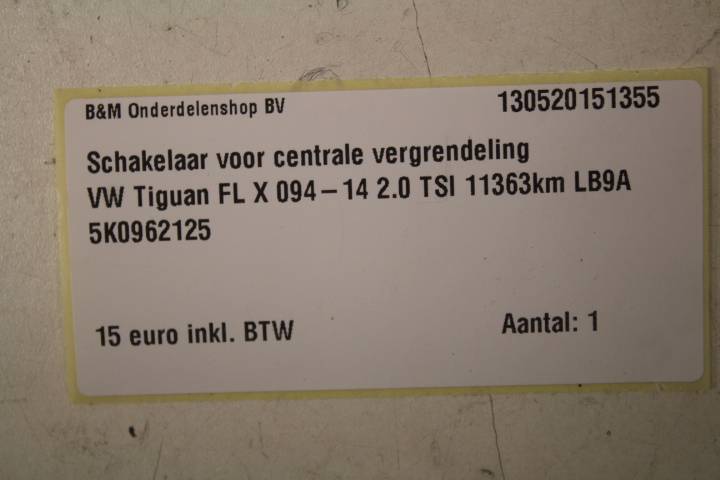 B&M Onderdelenshop BV 130520151355
Schakelaar voor centrale vergrendeling
VW Tiguan FL X 094-14 2.0 TSI 11363km LB9A
5K0962125
15 euro inkl. BTW Aantal: 1